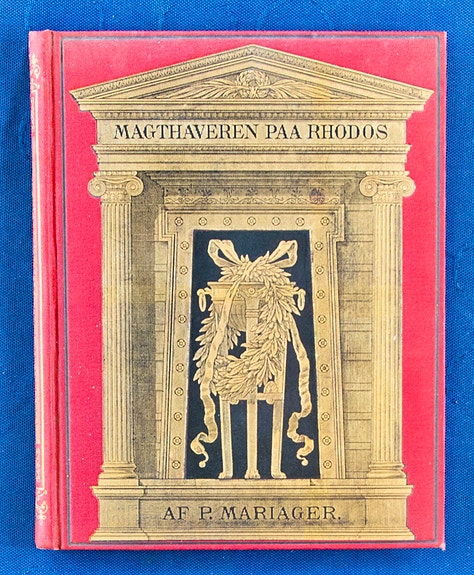 MAGTHAVEREN PAA RHODOS
AF P. MARIAGER.